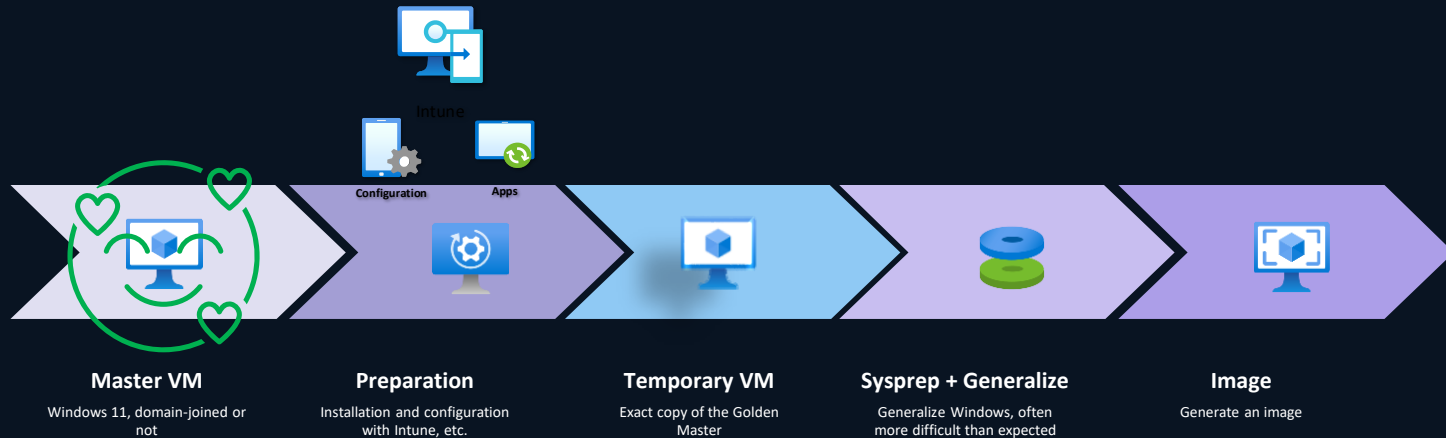 Intune
Configuration
Apps
Master VM
Windows 11, domain-joined or
not
Preparation
Installation and configuration
with Intune, etc.
Temporary VM
Exact copy of the Golden
Master
Sysprep + Generalize
Generalize Windows, often
more difficult than expected
Image
Generate an image